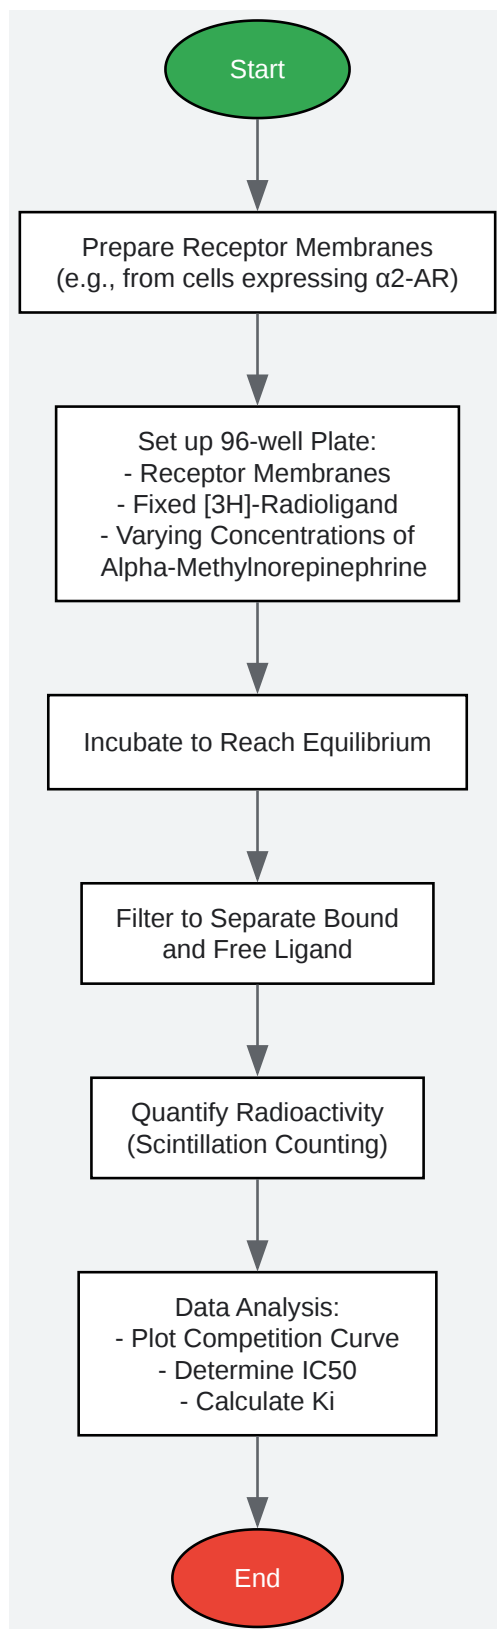 Start
Prepare Receptor Membranes
(e.g., from cells expressing α2-AR)
Set up 96-well Plate:
- Receptor Membranes
- Fixed [3H]-Radioligand
- Varying Concentrations of
Alpha-Methylnorepinephrine
Incubate to Reach Equilibrium
Filter to Separate Bound
and Free Ligand
Quantify Radioactivity
(Scintillation Counting)
Data Analysis:
- Plot Competition Curve
- Determine IC50
- Calculate Ki
End